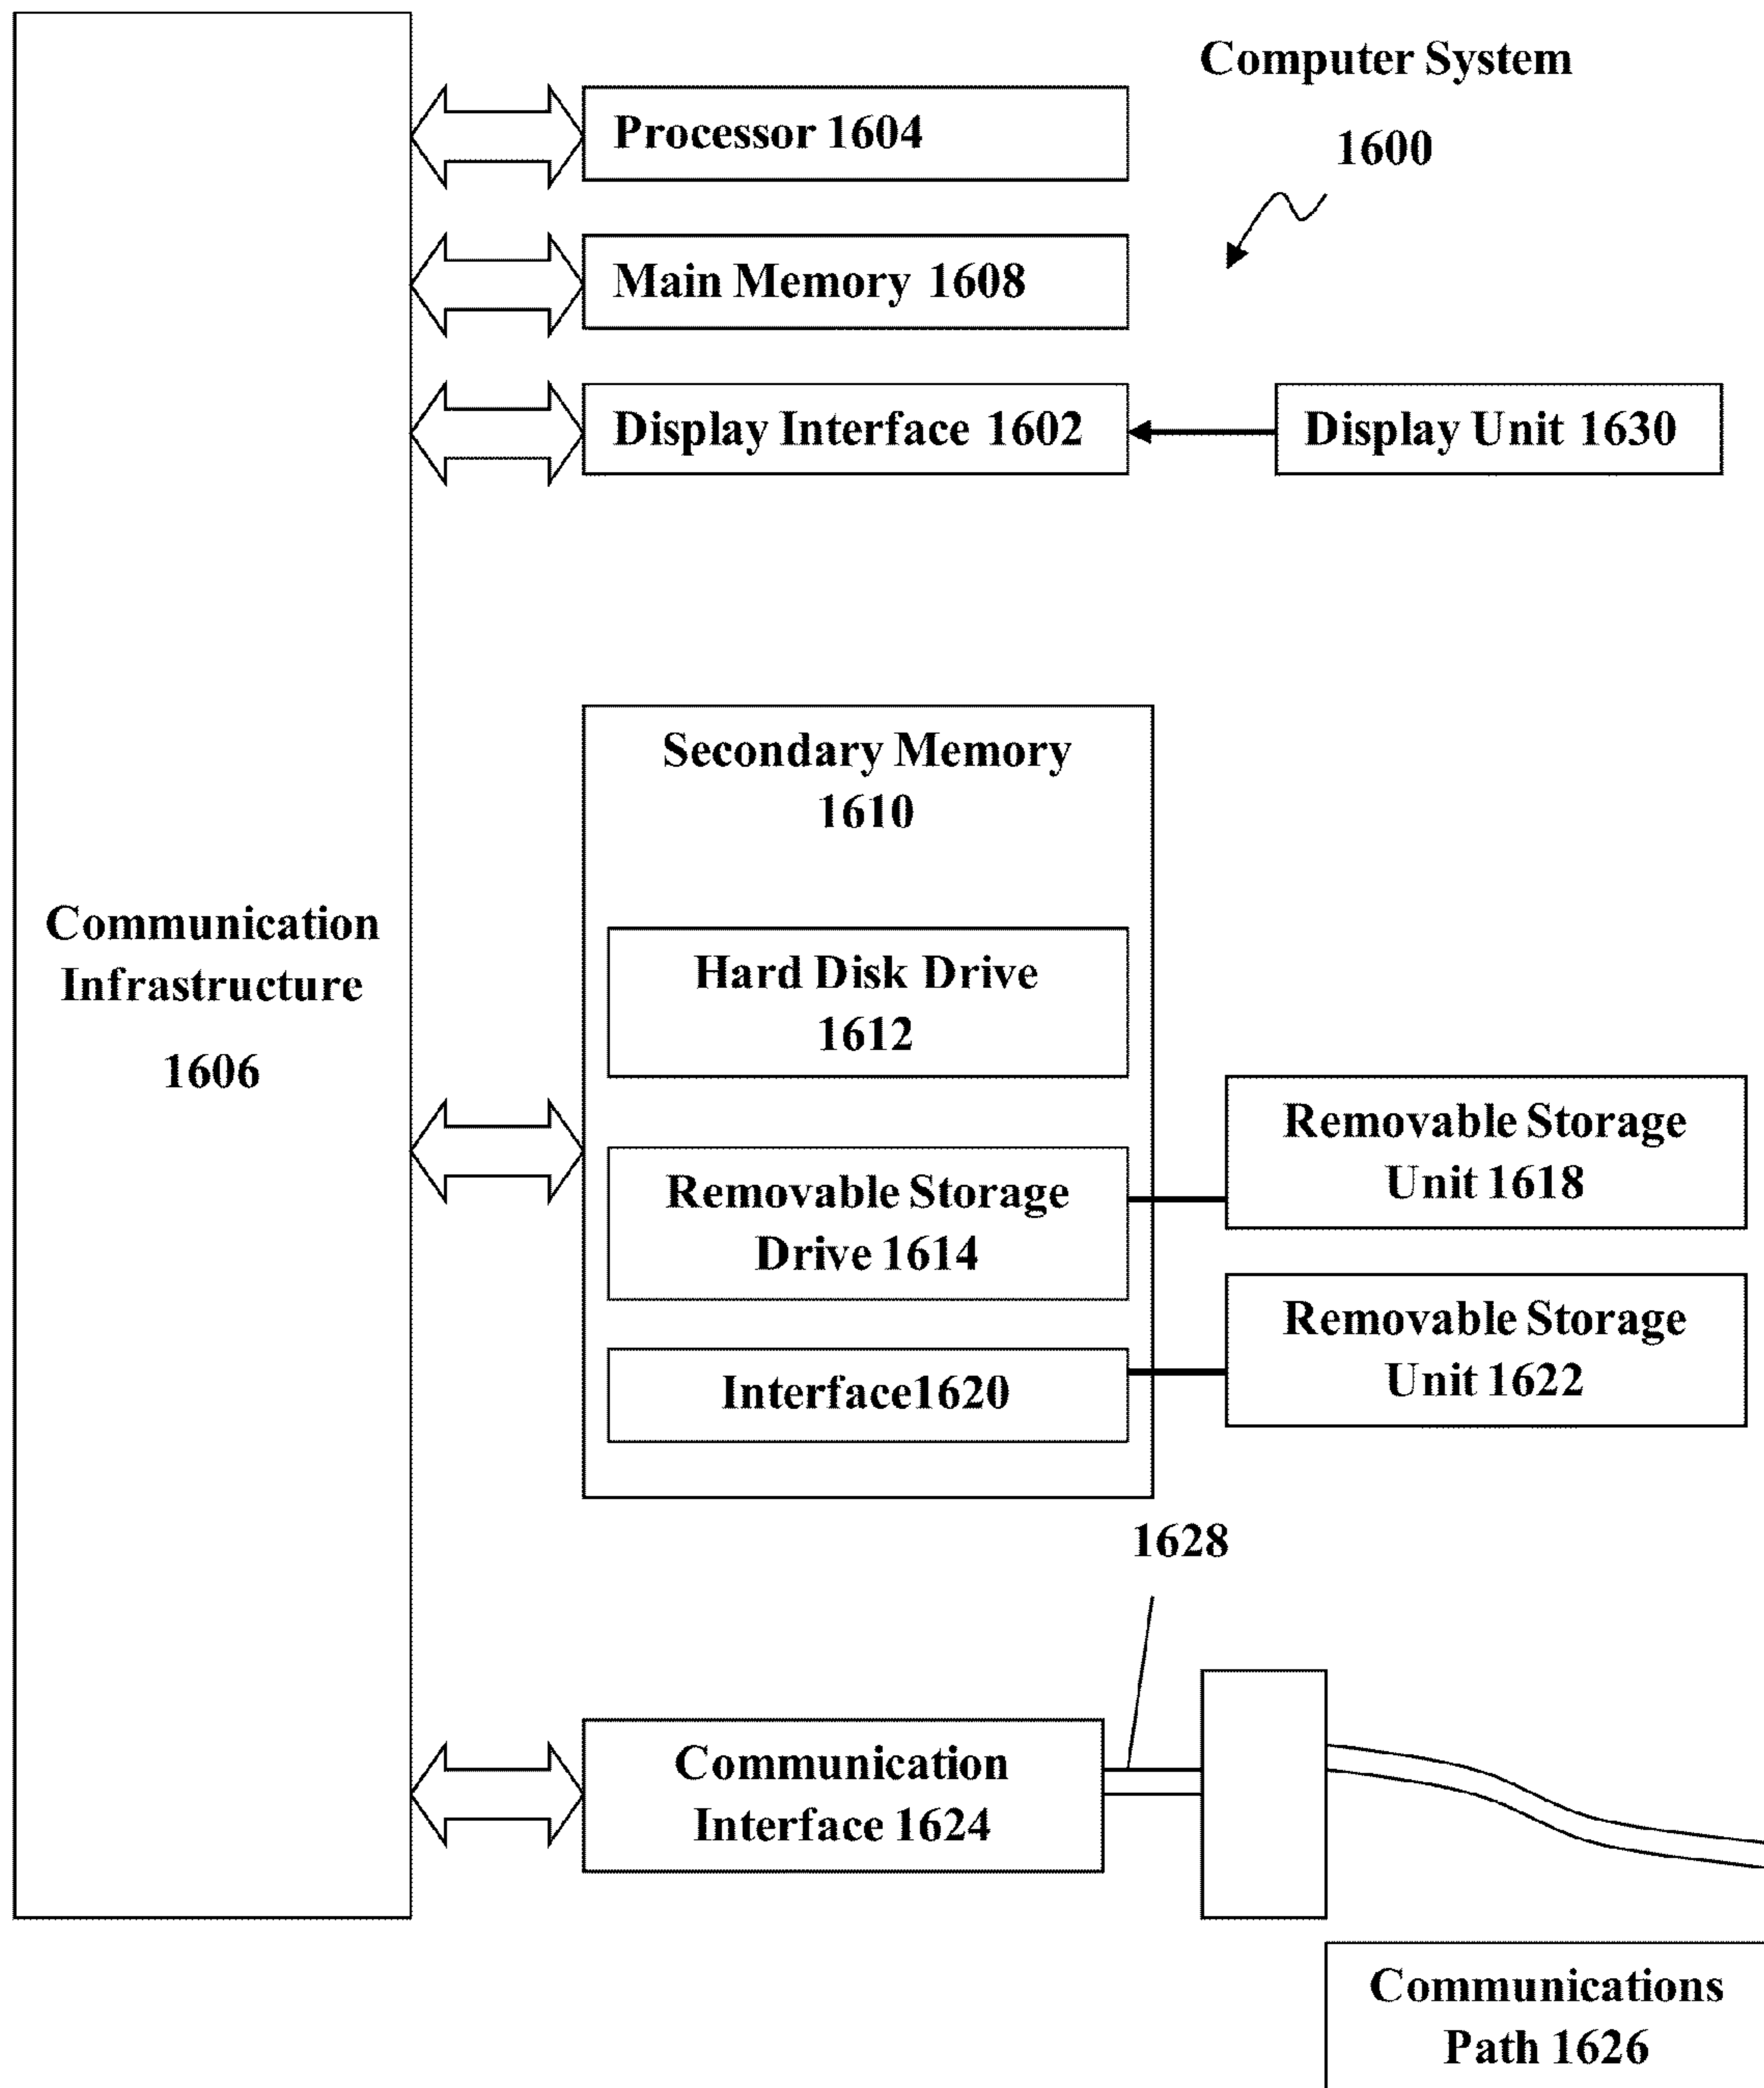 Computer System
1600
Processor 1604
Main Memory 1608
Display Interface 1602
Display Unit 1630
Secondary Memory
1610
Communication
Infrastructure
1606
Hard Disk Drive
1612
Removable Storage
Drive 1614
Removable Storage
Unit 1618
Interface1620
Removable Storage
Unit 1622
1628
Communication
Interface 1624
Communications
Path 1626